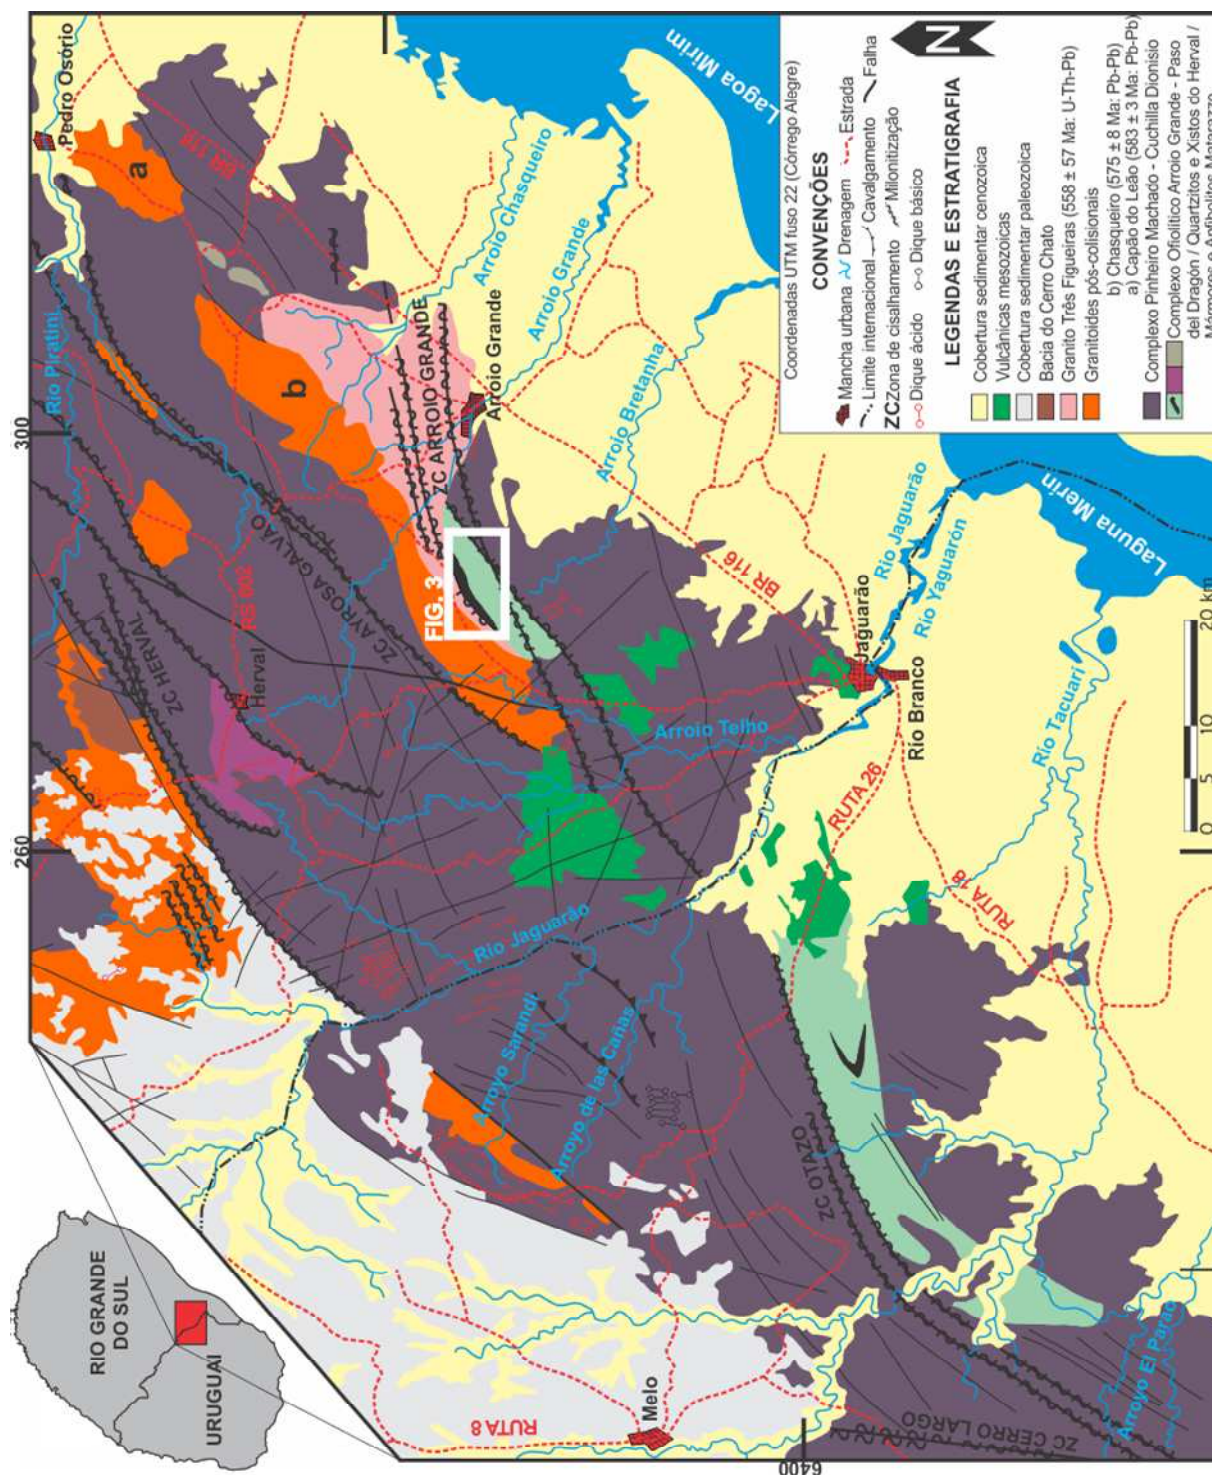 RIO GRANDE
DO SUL
URUGUAI
260
300
6400
Pedro Osório
Rio Piratini
BR 116
a
b
Arroio Chasqueiro
Arroio Grande
Arroio Grande
ZC ARROIO GRANDE
ZC AYROSA GALVÃO
ZC HERVAL
RS 602
Herval
FIG. 3
Arroio Bretanha
BR 116
Arroio Telho
Jaguarão
Rio Branco
Rio Jaguarão
Rio Yaguarón
Rio Jaguarão
Lagoa Mirim
Laguna Merin
Rio Tacuarí
RUTA 26
RUTA 18
RUTA 8
Arroyo Sarandi
Arroyo de las Cañas
ZC OTAZO
Melo
ZC CERRO LARGO
Arroyo El Parao
0 5 10 20 km
Coordenadas UTM fuso 22 (Córrego Alegre)
CONVENÇÕES
Mancha urbana Drenagem Estrada
Limite internacional Cavalgamento Falha
ZC Zona de cisalhamento Milonitização
Dique ácido Dique básico
N
LEGENDAS E ESTRATIGRAFIA
Cobertura sedimentar cenozoica
Vulcânicas mesozoicas
Cobertura sedimentar paleozoica
Bacia do Cerro Chato
Granito Três Figueiras (558 ± 57 Ma: U-Th-Pb)
Granitoides pós-colisionais
b) Chasqueiro (575 ± 8 Ma: Pb-Pb)
a) Capão do Leão (583 ± 3 Ma: Pb-Pb)
Complexo Pinheiro Machado - Cuchilla Dionisio
Complexo Ofiolítico Arroio Grande - Paso
del Dragón / Quartzitos e Xistos do Herval /
Mármores e Anfibolitos Matarazzo